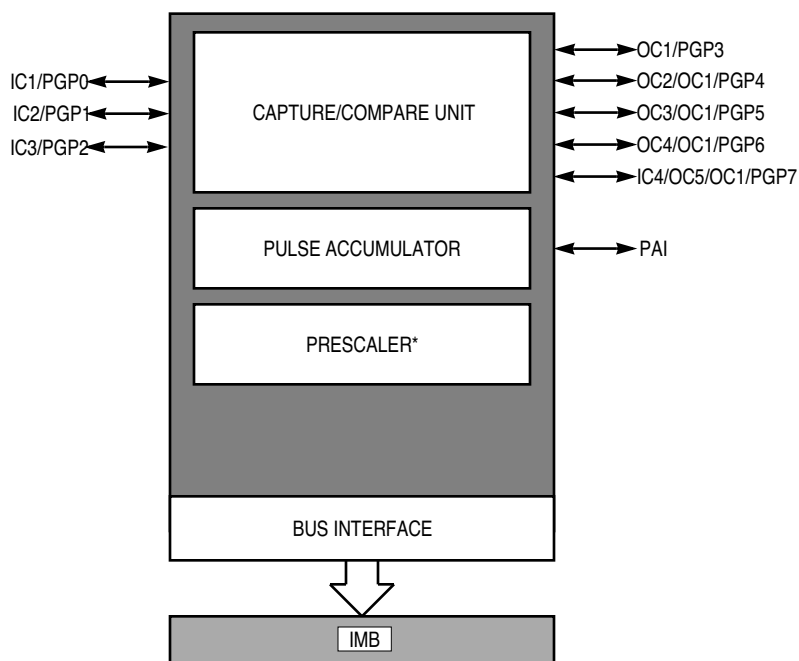 IC1/PGP0
IC2/PGP1
IC3/PGP2
CAPTURE/COMPARE UNIT
OC1/PGP3
OC2/OC1/PGP4
OC3/OC1/PGP5
OC4/OC1/PGP6
IC4/OC5/OC1/PGP7
PULSE ACCUMULATOR
PAI
PRESCALER*
BUS INTERFACE
IMB